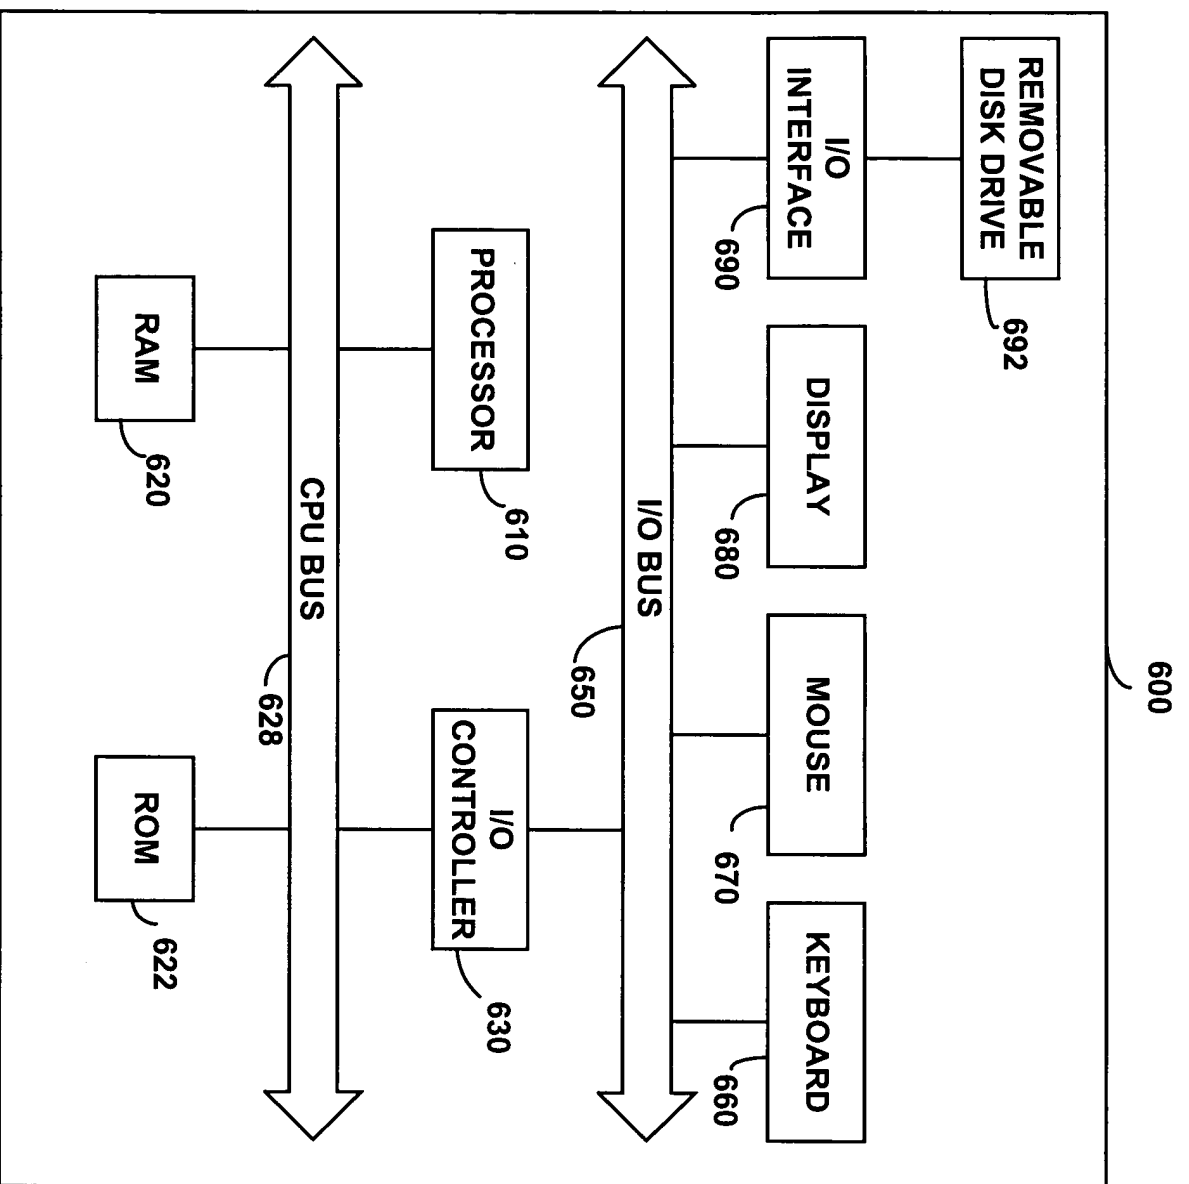 600
REMOVABLE
DISK DRIVE
692
I/O
INTERFACE
690
DISPLAY
680
MOUSE
670
KEYBOARD
660
I/O BUS
650
PROCESSOR
610
I/O
CONTROLLER
630
CPU BUS
628
RAM
620
ROM
622